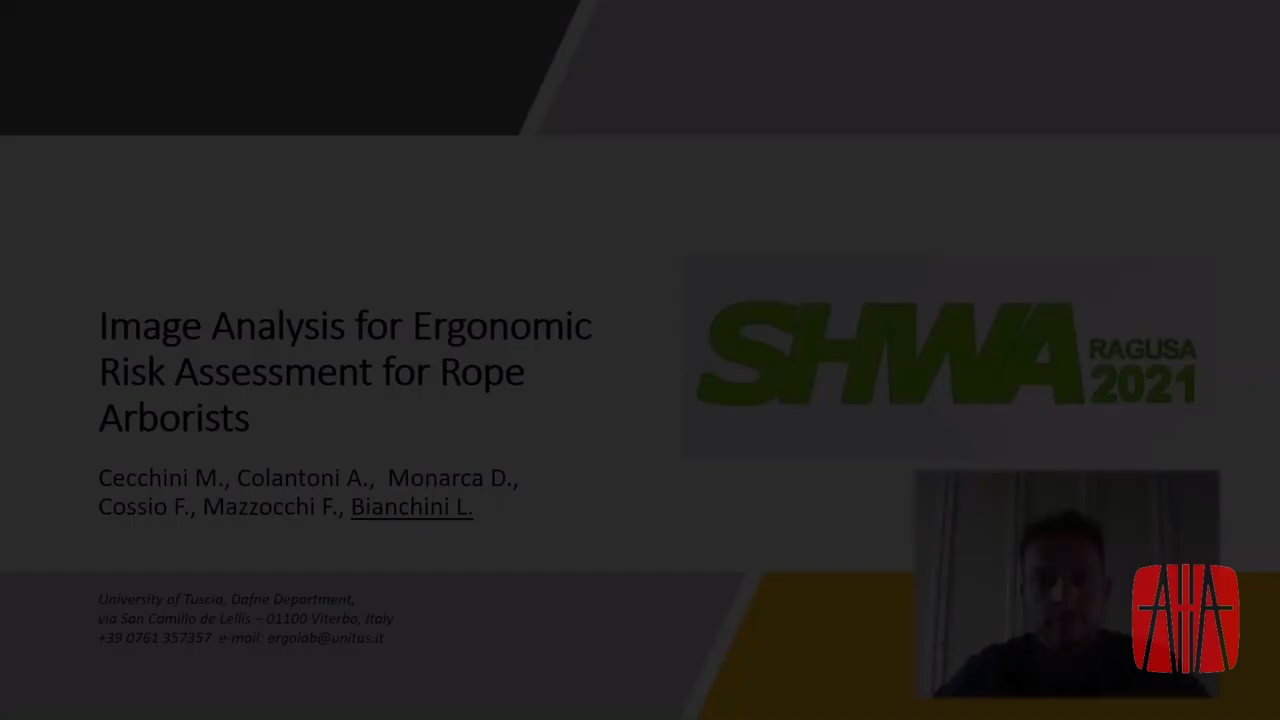 Image Analysis for Ergonomic
Risk Assessment for Rope
Arborists
SHWA
RAGUSA
2021
Cecchini M., Colantoni A.,  Monarca D.,
Cossio F., Mazzocchi F., Bianchini L.
University of Tuscia, Dafne Department,
via San Camillo de Lellis – 01100 Viterbo, Italy
+39 0761 357357  e-mail: ergolab@unitus.it